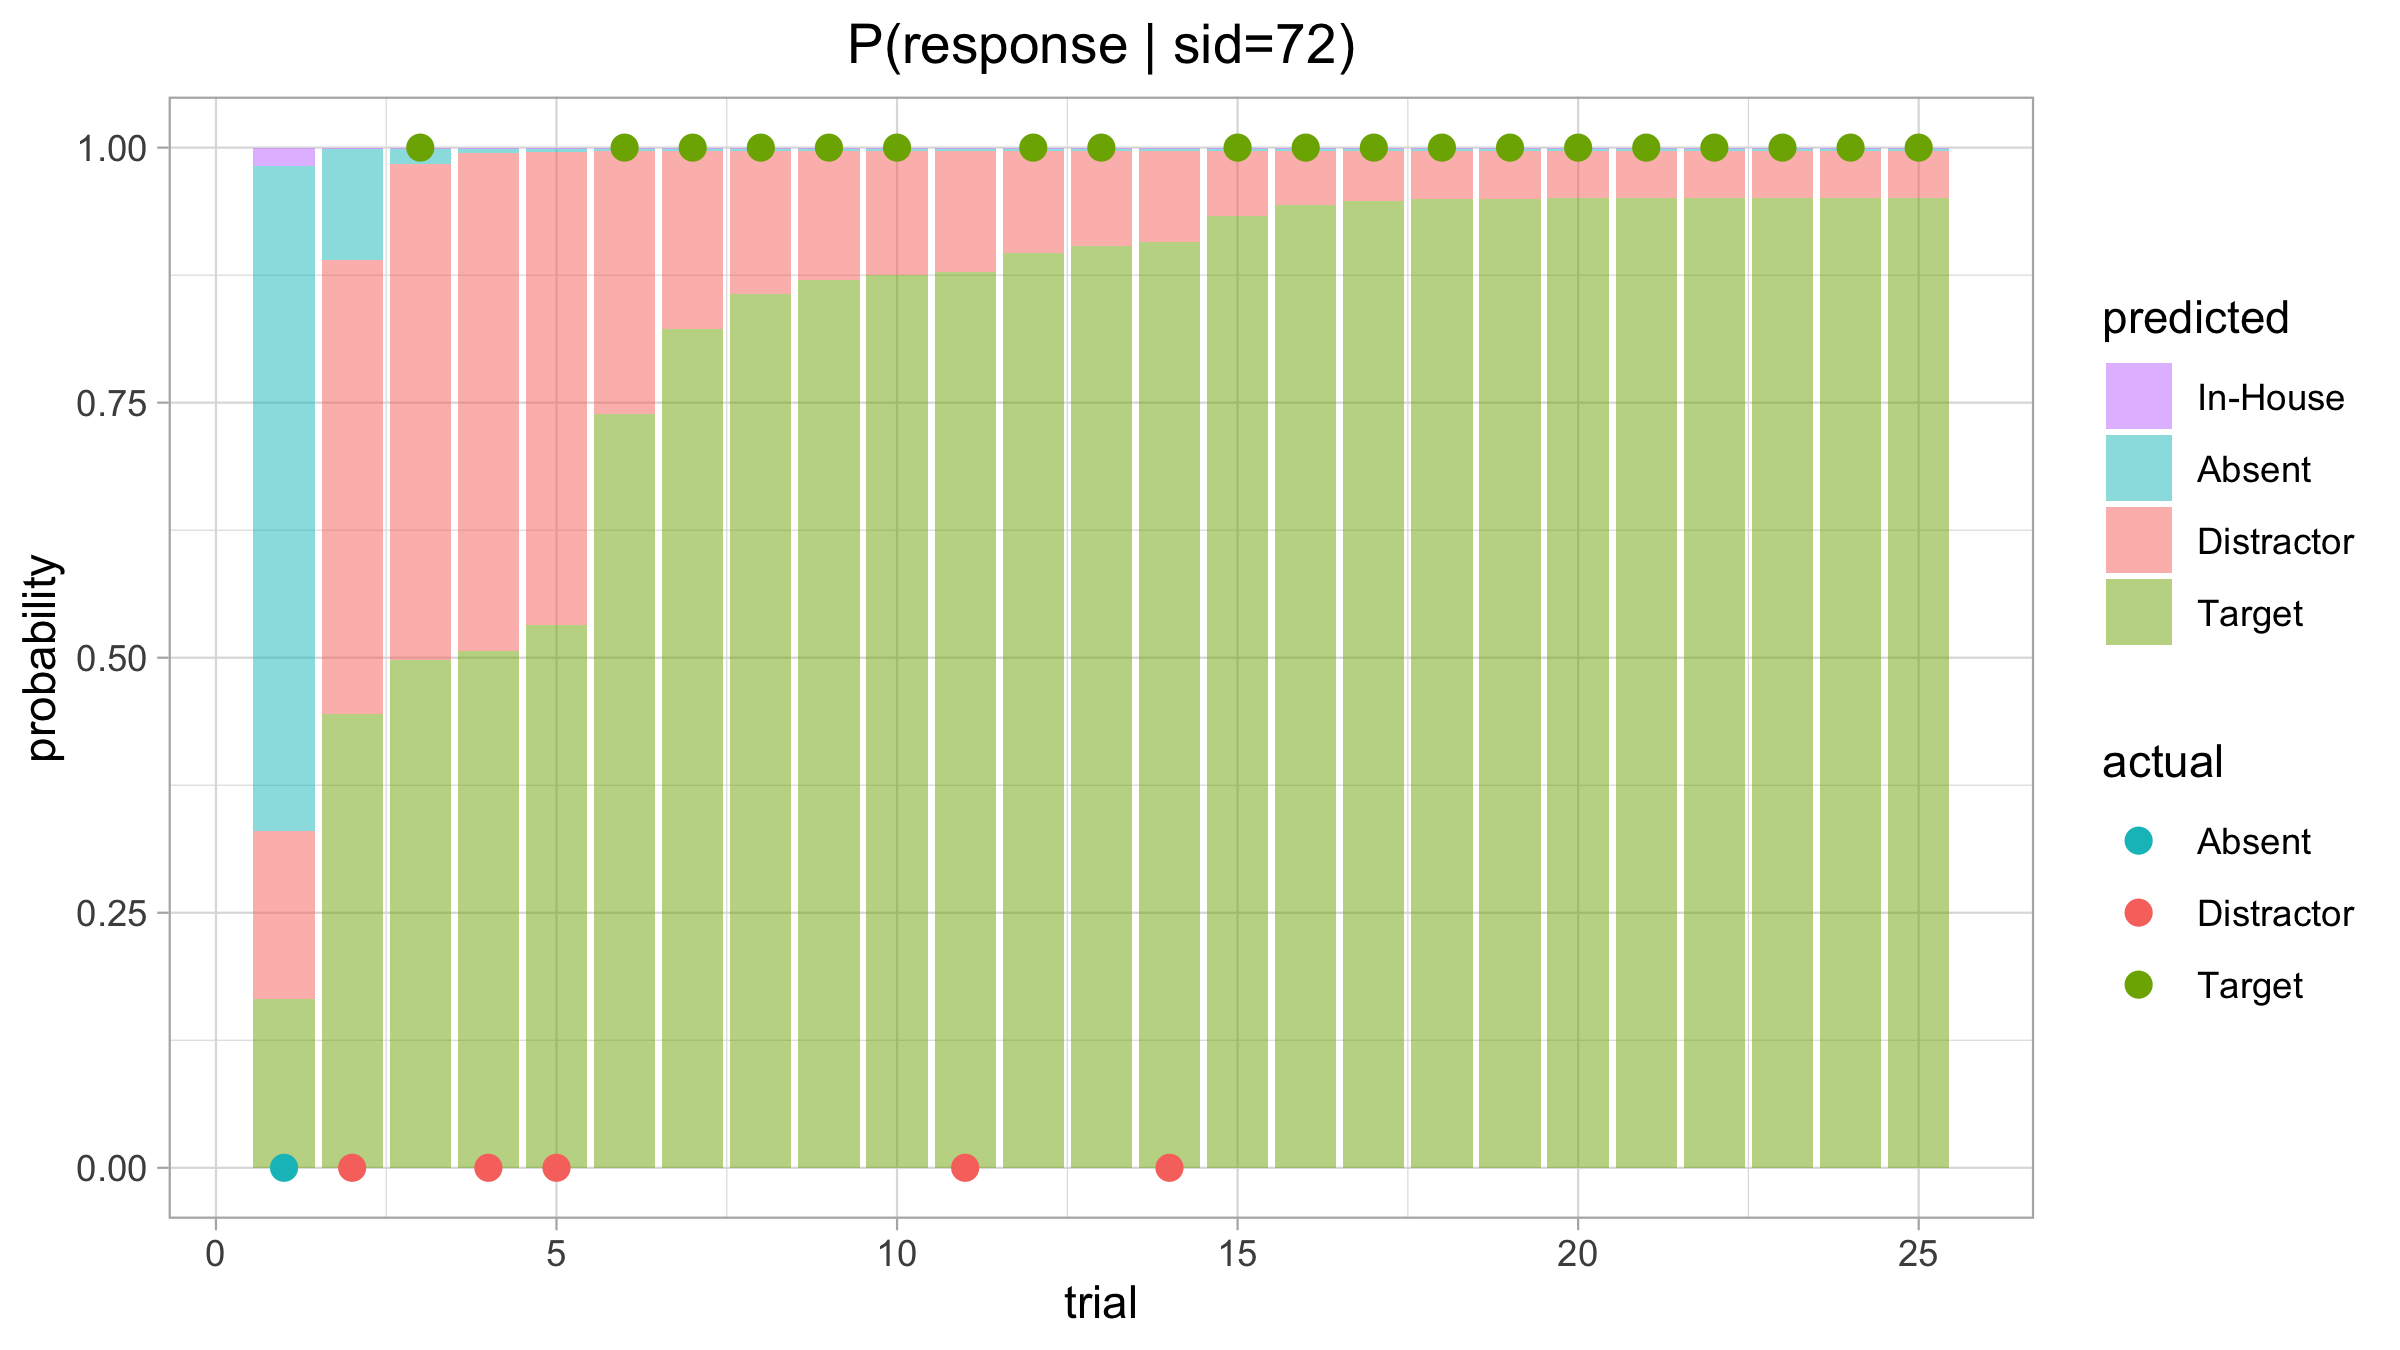 P(response | sid=72)
probability
1.00
0.75
0.50
0.25
0.00
0 5 10 15 20 25
trial
predicted
In-House
Absent
Distractor
Target
actual
Absent
Distractor
Target